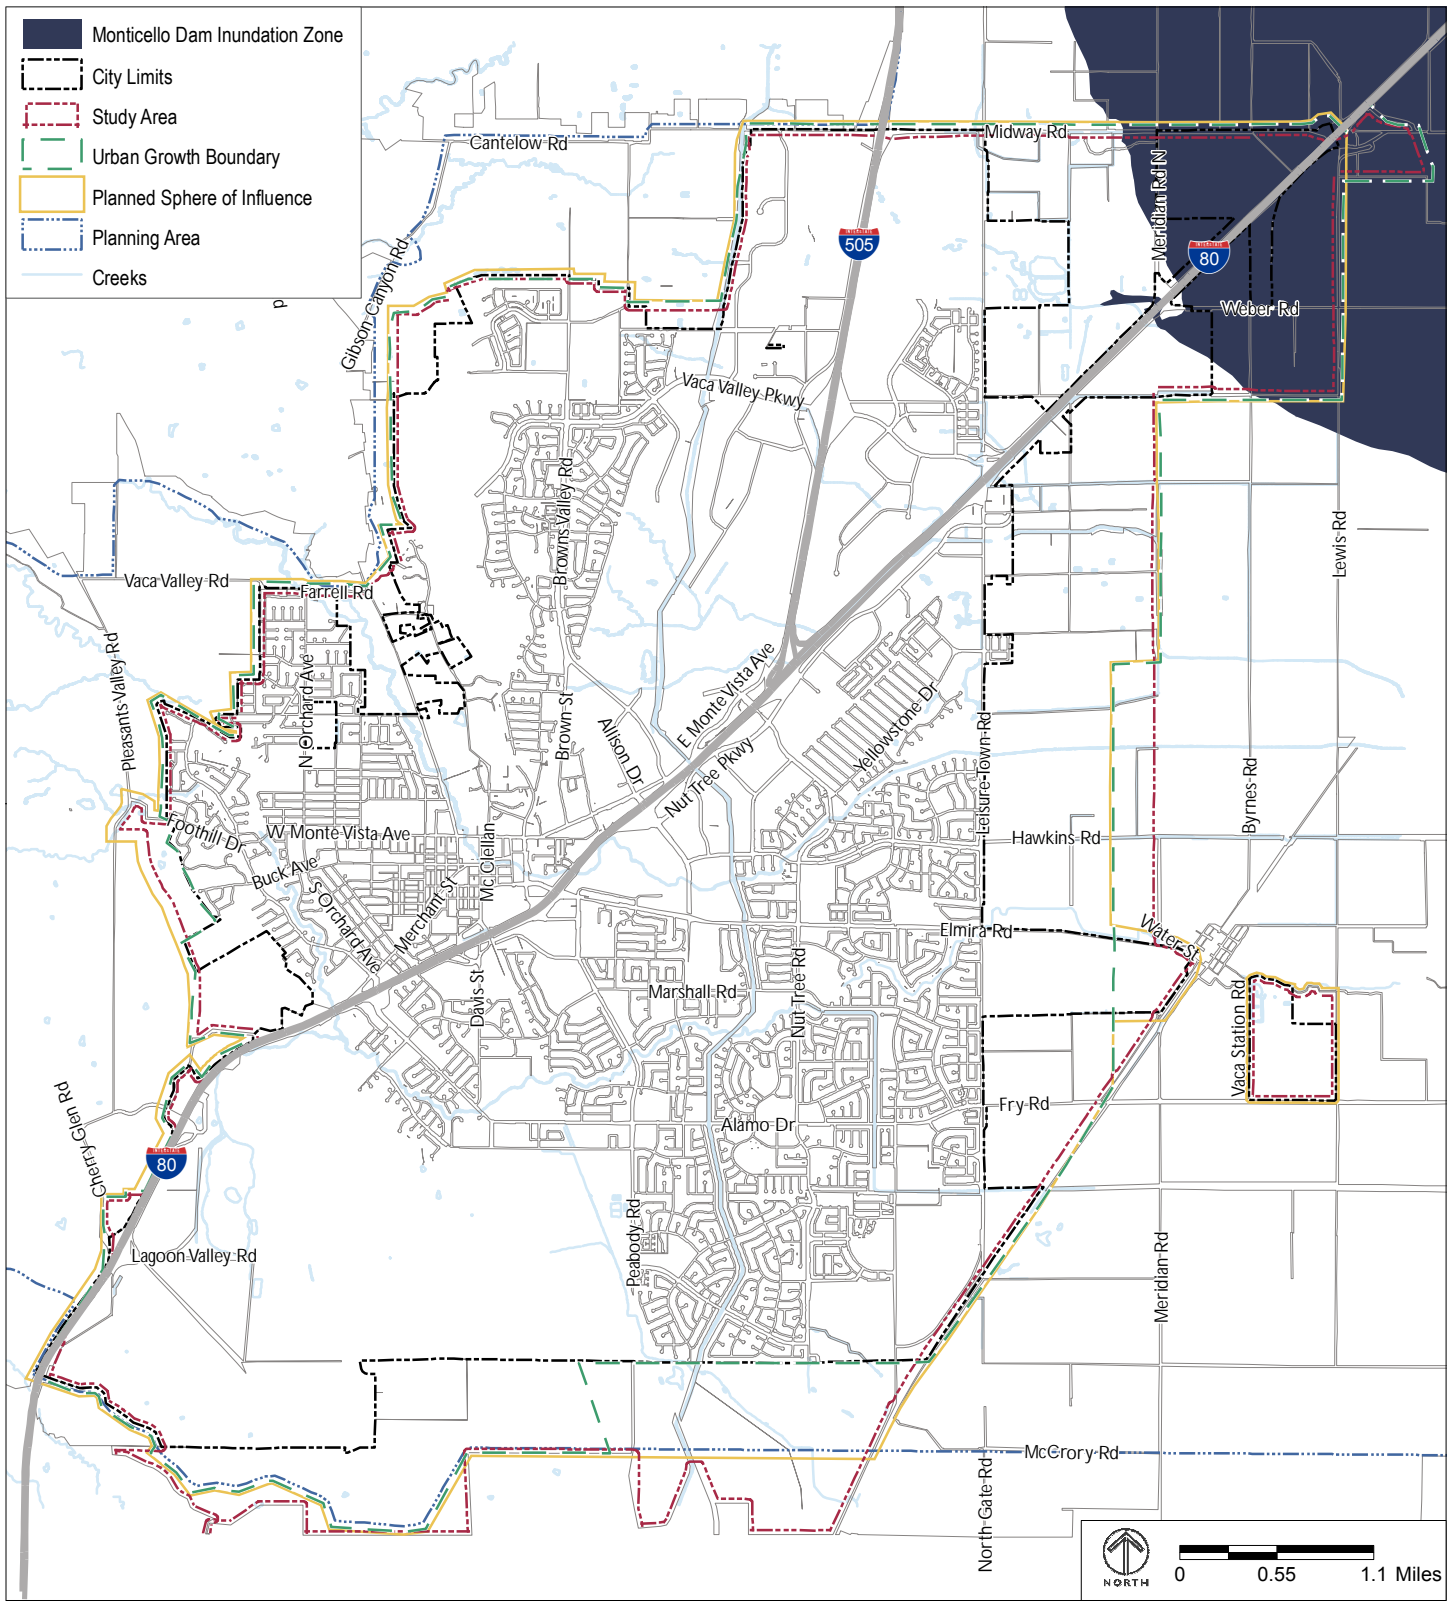 Monticello Dam Inundation Zone
City Limits
Study Area
Urban Growth Boundary
Planned Sphere of Influence
Planning Area
Creeks
Cantelow Rd
Midway Rd
Meridian Rd N
INTERSTATE
505
INTERSTATE
80
Gibson Canyon Rd
Weber Rd
Vaca Valley Pkwy
Browns Valley Rd
Lewis Rd
Vaca Valley Rd
Farrell Rd
Pleasants Valley Rd
N Orchard Ave
Brown St
Allison Dr
E Monte Vista Ave
Nut Tree Pkwy
Yellowstone Dr
Leisure Town Rd
Byrnes Rd
Foothill Dr
W Monte Vista Ave
Hawkins Rd
Buck Ave
Mc Clellan
S Orchard Ave
Merchant St
Elmira Rd
Water St
Davis St
Marshall Rd
Nut Tree Rd
Vaca Station Rd
Cherry Glen Rd
Fry Rd
Alamo Dr
INTERSTATE
80
Peabody Rd
Lagoon Valley Rd
Meridian Rd
McCrory Rd
North Gate Rd
NORTH
0 0.55 1.1 Miles